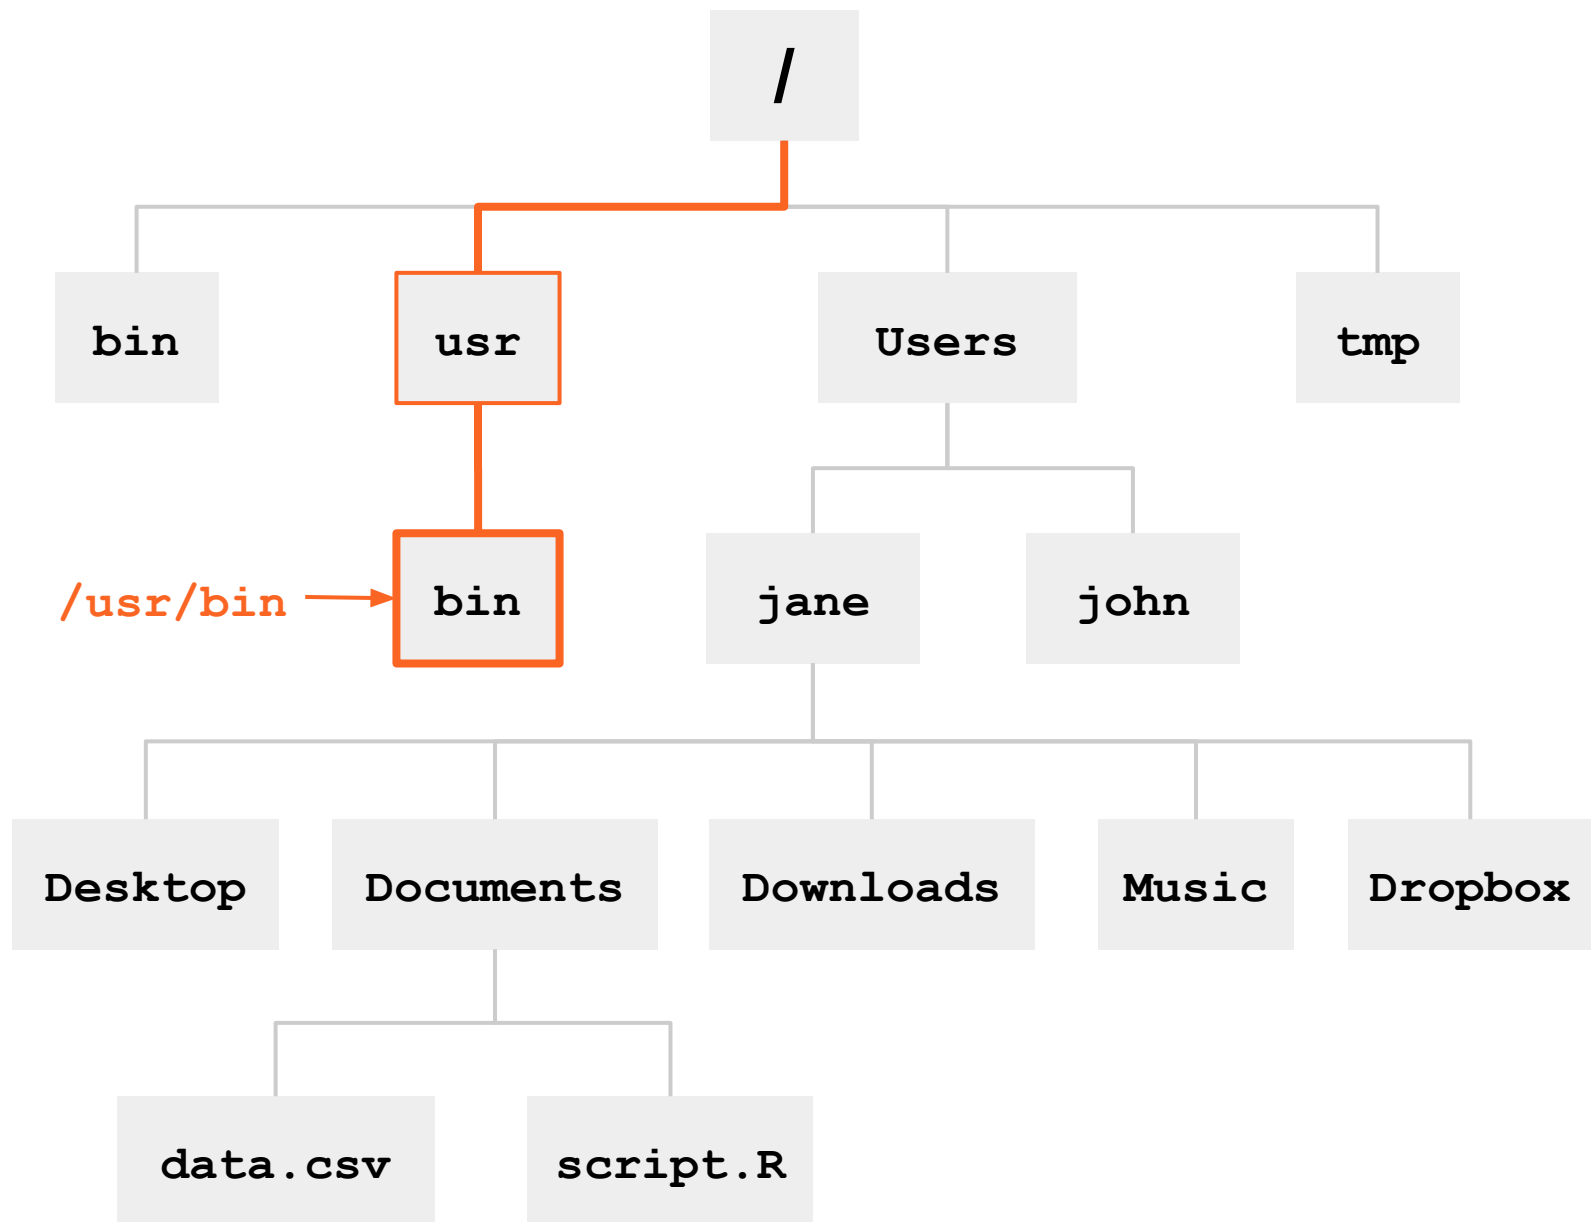 /
bin usr Users tmp
/usr/bin bin jane john
Desktop Documents Downloads Music Dropbox
data.csv script.R